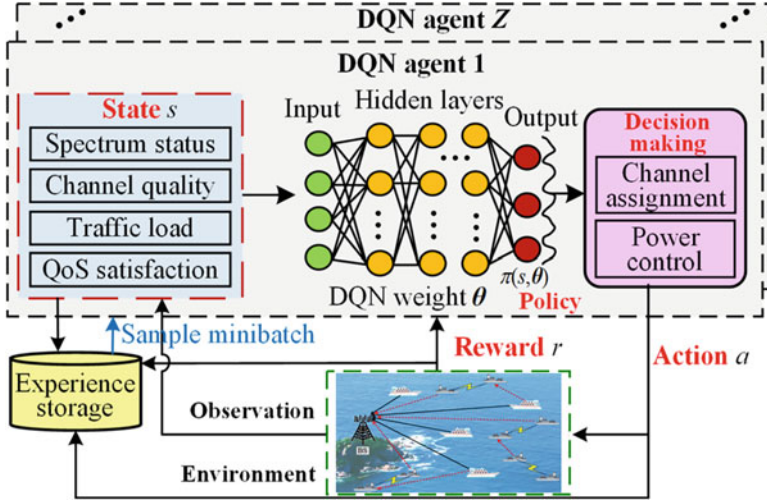 DQN agent Z
DQN agent 1
State s
Spectrum status
Channel quality
Traffic load
QoS satisfaction
Input
Hidden layers
Output
DQN weight θ
π(s,θ)
Policy
Decision
making
Channel
assignment
Power
control
Sample minibatch
Experience
storage
Reward r
Action a
Observation
Environment
BS